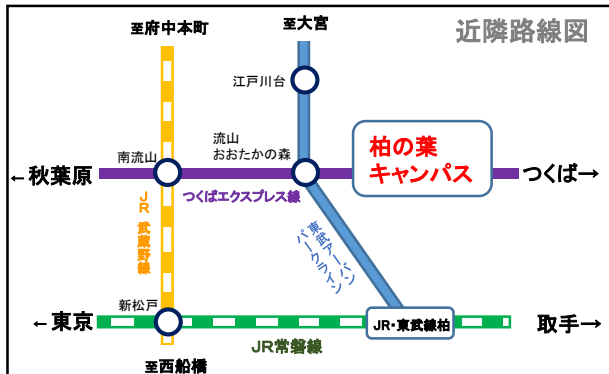 至府中本町
至大宮
近隣路線図
江戸川台
流山
おおたかの森
南流山
柏の葉
キャンパス
←秋葉原
つくばエクスプレス線
つくば→
JR 武蔵野線
東武アーバン
パークライン
新松戸
←東京
JR・東武線柏
取手→
JR常磐線
至西船橋